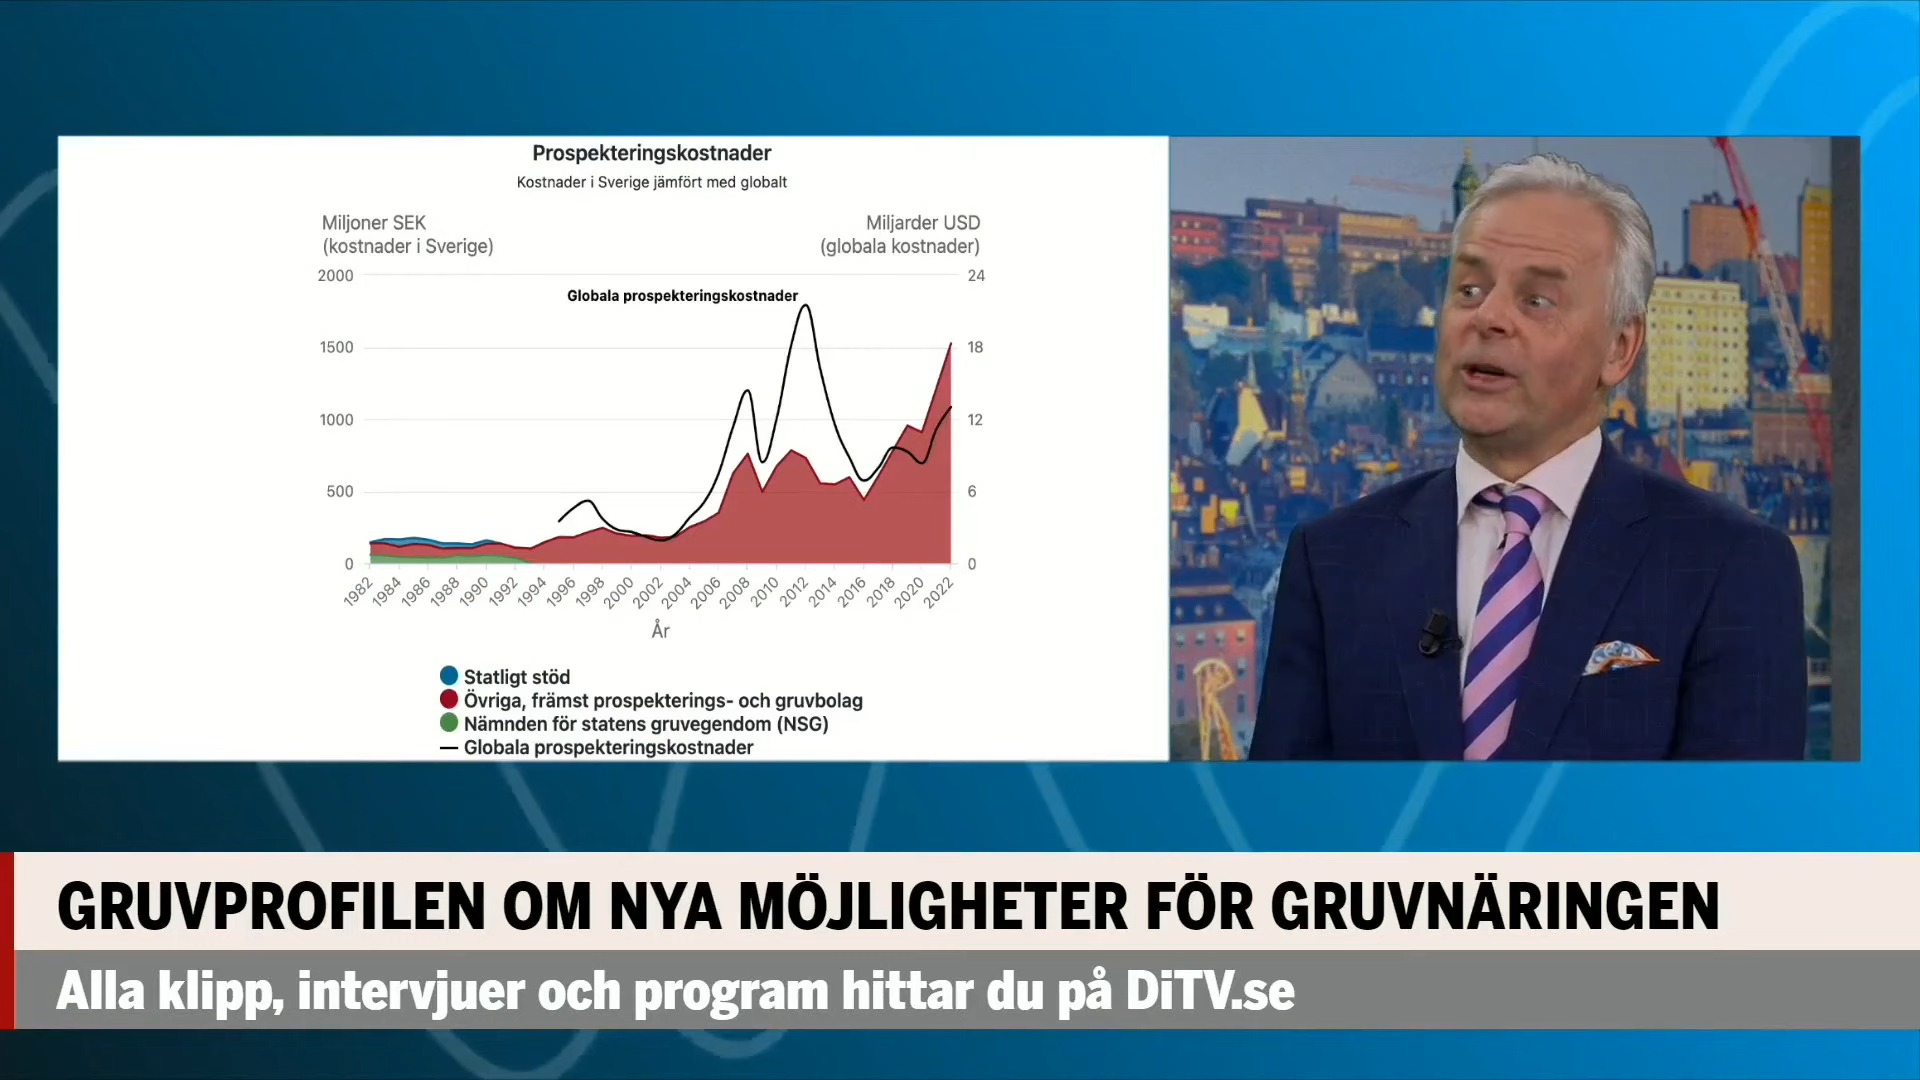 Prospekteringskostnader
Kostnader i Sverige jämfört med globalt
Miljoner SEK
(kostnader i Sverige)
Miljarder USD
(globala kostnader)
2000
1500
1000
500
0
24
18
12
6
0
Globala prospekteringskostnader
1982
1984
1986
1988
1990
1992
1994
1996
1998
2000
2002
2004
2006
2008
2010
2012
2014
2016
2018
2020
2022
År
Statligt stöd
Övriga, främst prospekterings- och gruvbolag
Nämnden för statens gruvegendom (NSG)
Globala prospekteringskostnader
GRUVPROFILEN OM NYA MÖJLIGHETER FÖR GRUVNÄRINGEN
Alla klipp, intervjuer och program hittar du på DiTV.se